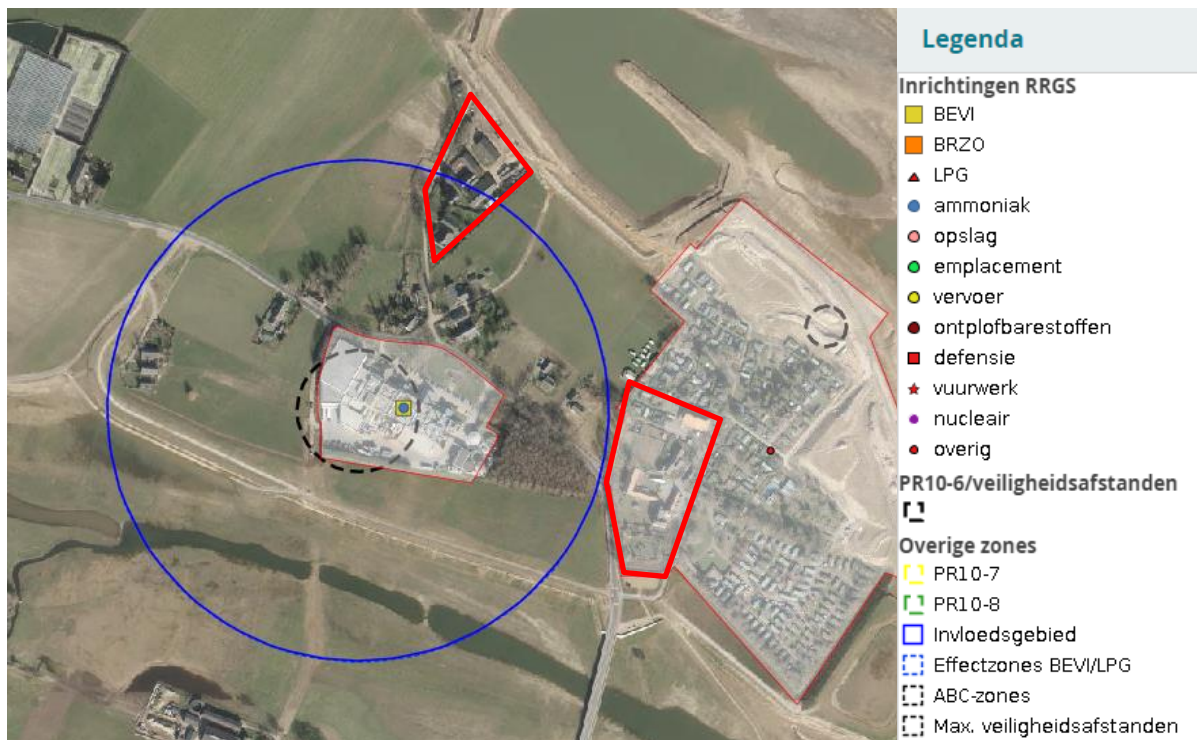 Legenda
Inrichtingen RRGS
BEVI
BRZO
LPG
ammoniak
opslag
emplacement
vervoer
ontplofbarestoffen
defensie
vuurwerk
nucleair
overig
PR10-6/veiligheidsafstanden
Overige zones
PR10-7
PR10-8
Invloedsgebied
Effectzones BEVI/LPG
ABC-zones
Max. veiligheidsafstanden